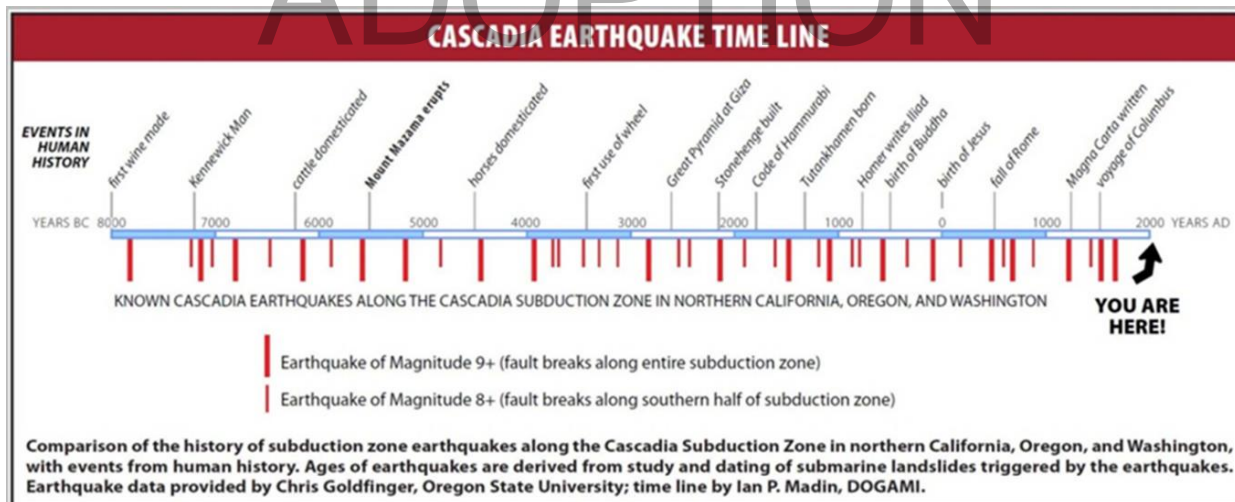 ADOPTION
CASCADIA EARTHQUAKE TIME LINE
EVENTS IN
HUMAN
HISTORY
first wine made
Kennewick Man
cattle domesticated
Mount Mazama erupts
horses domesticated
first use of wheel
Great Pyramid at Giza
Stonehenge built
Code of Hammurabi
Tutankhamen born
Homer writes Iliad
birth of Buddha
birth of Jesus
fall of Rome
Magna Carta written
voyage of Columbus
YEARS BC 8000 7000 6000 5000 4000 3000 2000 1000 0 1000 2000 YEARS AD
KNOWN CASCADIA EARTHQUAKES ALONG THE CASCADIA SUBDUCTION ZONE IN NORTHERN CALIFORNIA, OREGON, AND WASHINGTON
YOU ARE
HERE!
Earthquake of Magnitude 9+ (fault breaks along entire subduction zone)
Earthquake of Magnitude 8+ (fault breaks along southern half of subduction zone)
Comparison of the history of subduction zone earthquakes along the Cascadia Subduction Zone in northern California, Oregon, and Washington,
with events from human history. Ages of earthquakes are derived from study and dating of submarine landslides triggered by the earthquakes.
Earthquake data provided by Chris Goldfinger, Oregon State University; time line by Ian P. Madin, DOGAMI.